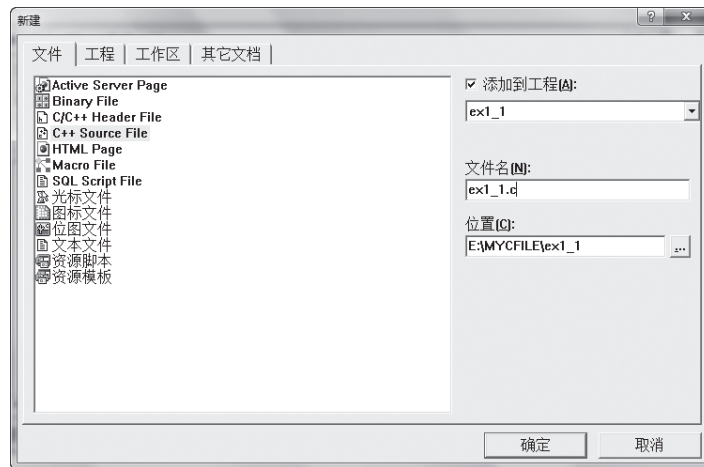 新建
文件 工程 工作区 其它文档
Active Server Page
Binary File
C/C++ Header File
C++ Source File
HTML Page
Macro File
SQL Script File
光标文件
图标文件
位图文件
文本文件
资源脚本
资源模板
添加到工程(A):
ex1_1
文件名(N):
ex1_1.c
位置(C):
E:\MYCFILE\ex1_1
...
确定 取消